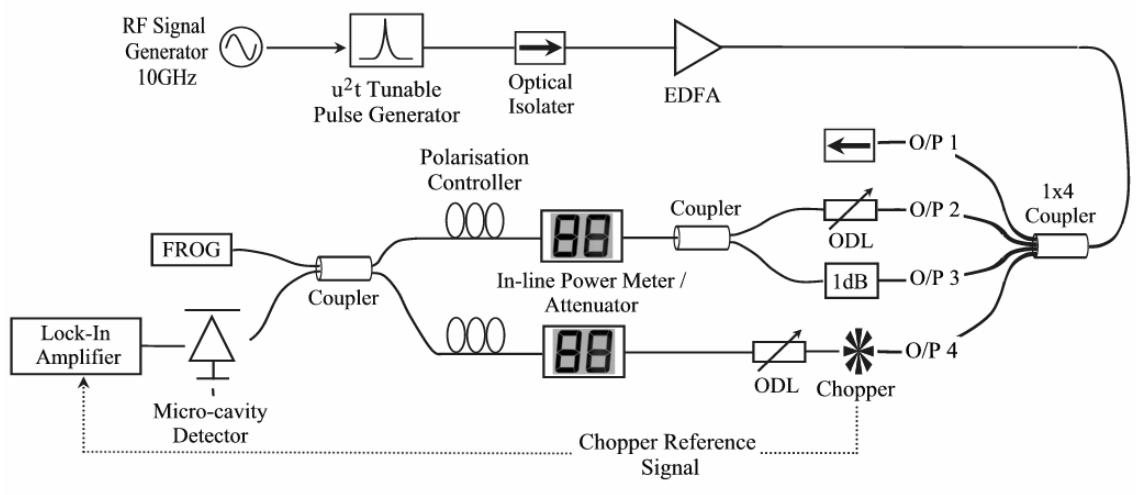 RF Signal
Generator
10GHz
u²t Tunable
Pulse Generator
Optical
Isolater
EDFA
O/P 1
1x4
Coupler
Polarisation
Controller
Coupler
O/P 2
ODL
FROG
88
In-line Power Meter /
Attenuator
1dB
O/P 3
Coupler
Lock-In
Amplifier
88
O/P 4
ODL
Chopper
Micro-cavity
Detector
Chopper Reference
Signal